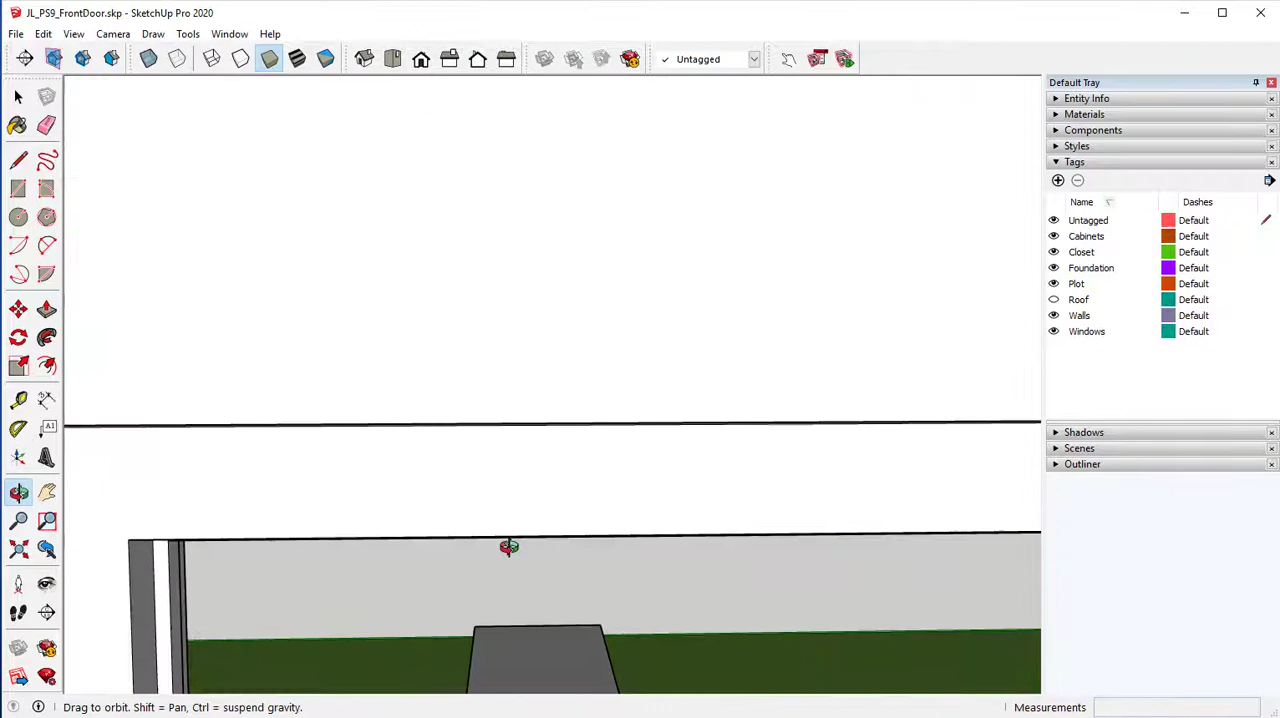 JL_PS9_FrontDoor.skp - SketchUp Pro 2020
File Edit View Camera Draw Tools Window Help
✓ Untagged
Default Tray
Entity Info
Materials
Components
Styles
Tags
Name Dashes
Untagged Default
Cabinets Default
Closet Default
Foundation Default
Plot Default
Roof Default
Walls Default
Windows Default
A1
Shadows
Scenes
Outliner
Drag to orbit. Shift = Pan, Ctrl = suspend gravity.
Measurements